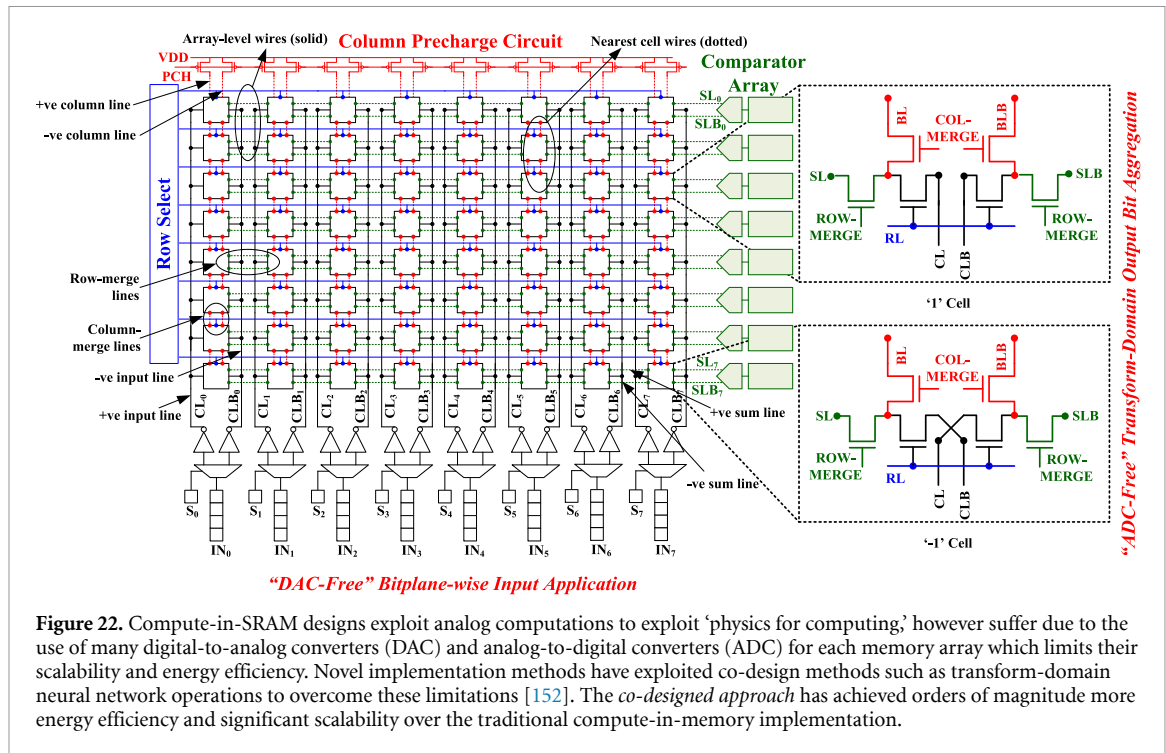 Array-level wires (solid)
Column Precharge Circuit
Nearest cell wires (dotted)
VDD
PCH
Comparator
Array
+ve column line
-ve column line
SL₀
SLB₀
Row Select
Row-merge
lines
Column-
merge lines
-ve input line
+ve input line
SL₇
SLB₇
+ve sum line
-ve sum line
CL₀ CLB₀ CL₁ CLB₁ CL₂ CLB₂ CL₃ CLB₃ CL₄ CLB₄ CL₅ CLB₅ CL₆ CLB₆ CL₇ CLB₇
S₀ S₁ S₂ S₃ S₄ S₅ S₆ S₇
IN₀ IN₁ IN₂ IN₃ IN₄ IN₅ IN₆ IN₇
“DAC-Free” Bitplane-wise Input Application
BL
COL-
MERGE
BLB
SL
SLB
ROW-
MERGE
RL
ROW-
MERGE
CL
CLB
‘1’ Cell
BL
COL-
MERGE
BLB
SL
SLB
ROW-
MERGE
RL
ROW-
MERGE
CL
CLB
‘-1’ Cell
“ADC-Free” Transform-Domain Output Bit Aggregation
Figure 22. Compute-in-SRAM designs exploit analog computations to exploit ‘physics for computing,’ however suffer due to the
use of many digital-to-analog converters (DAC) and analog-to-digital converters (ADC) for each memory array which limits their
scalability and energy efficiency. Novel implementation methods have exploited co-design methods such as transform-domain
neural network operations to overcome these limitations [152]. The co-designed approach has achieved orders of magnitude more
energy efficiency and significant scalability over the traditional compute-in-memory implementation.